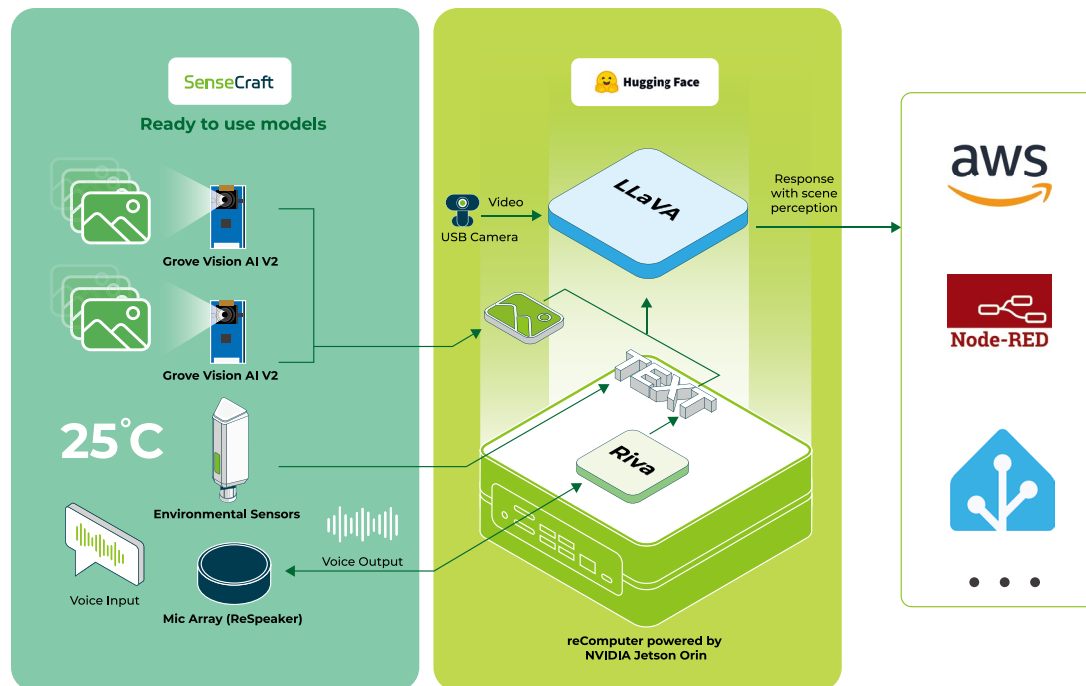 SenseCraft
Ready to use models
Grove Vision AI V2
Grove Vision AI V2
25°C
Environmental Sensors
Voice Input
Voice Output
Mic Array (ReSpeaker)
Hugging Face
Video
USB Camera
LLaVA
TEXT
Riva
reComputer powered by
NVIDIA Jetson Orin
Response
with scene
perception
aws
Node-RED